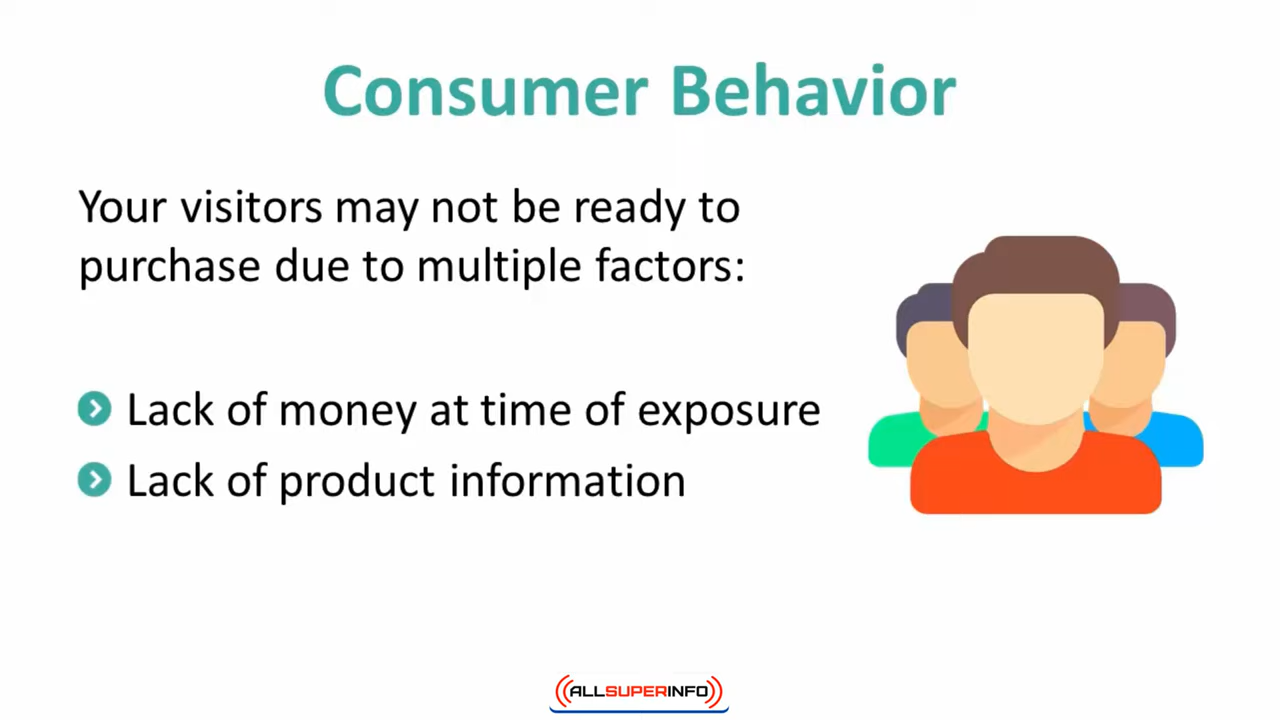 Consumer Behavior
Your visitors may not be ready to
purchase due to multiple factors:
Lack of money at time of exposure
Lack of product information
ALLSUPERINFO